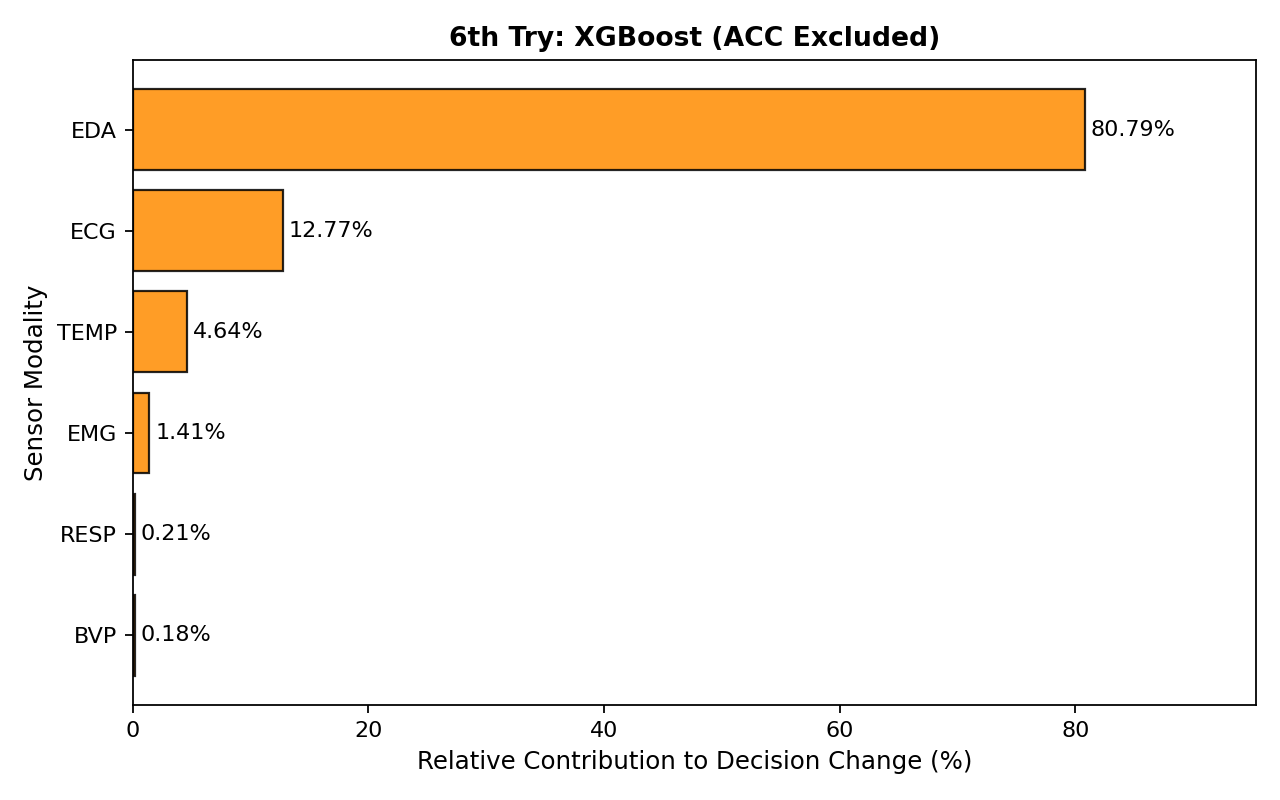 6th Try: XGBoost (ACC Excluded)
EDA
80.79%
ECG
12.77%
TEMP
4.64%
EMG
1.41%
RESP
0.21%
BVP
0.18%
Sensor Modality
0 20 40 60 80
Relative Contribution to Decision Change (%)